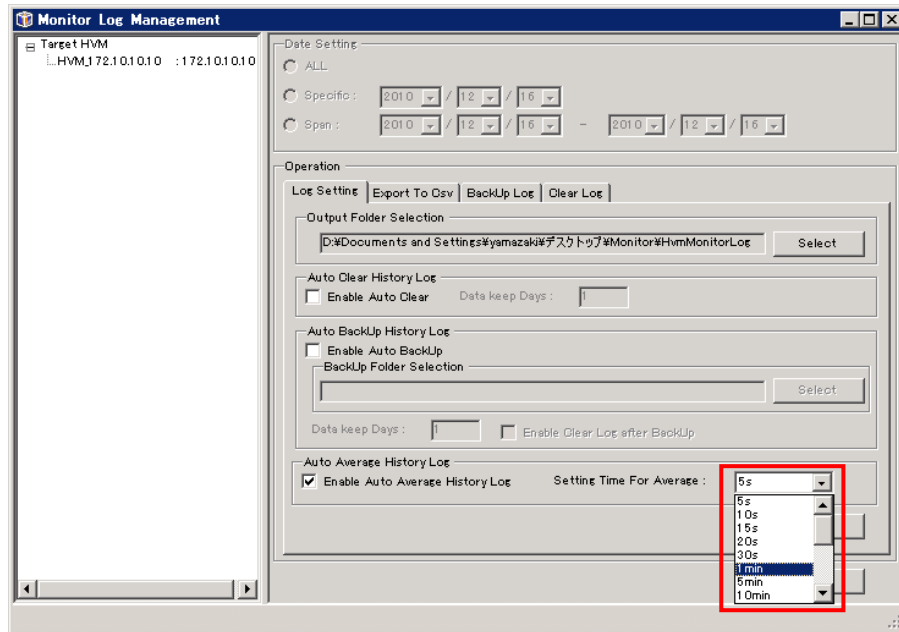 Monitor Log Management
Target HVM
HVM_172.10.10.10 : 172.10.10.10
Date Setting
ALL
Specific : 2010 / 12 / 16
Span : 2010 / 12 / 16 - 2010 / 12 / 16
Operation
Log Setting Export To Csv BackUp Log Clear Log
Output Folder Selection
D:¥Documents and Settings¥yamazaki¥デスクトップ¥Monitor¥HvmMonitorLog Select
Auto Clear History Log
Enable Auto Clear Data keep Days : 1
Auto BackUp History Log
Enable Auto BackUp
BackUp Folder Selection
Select
Data keep Days : 1 Enable Clear Log after BackUp
Auto Average History Log
Enable Auto Average History Log Setting Time For Average : 5s
5s
10s
15s
20s
30s
1min
5min
10min